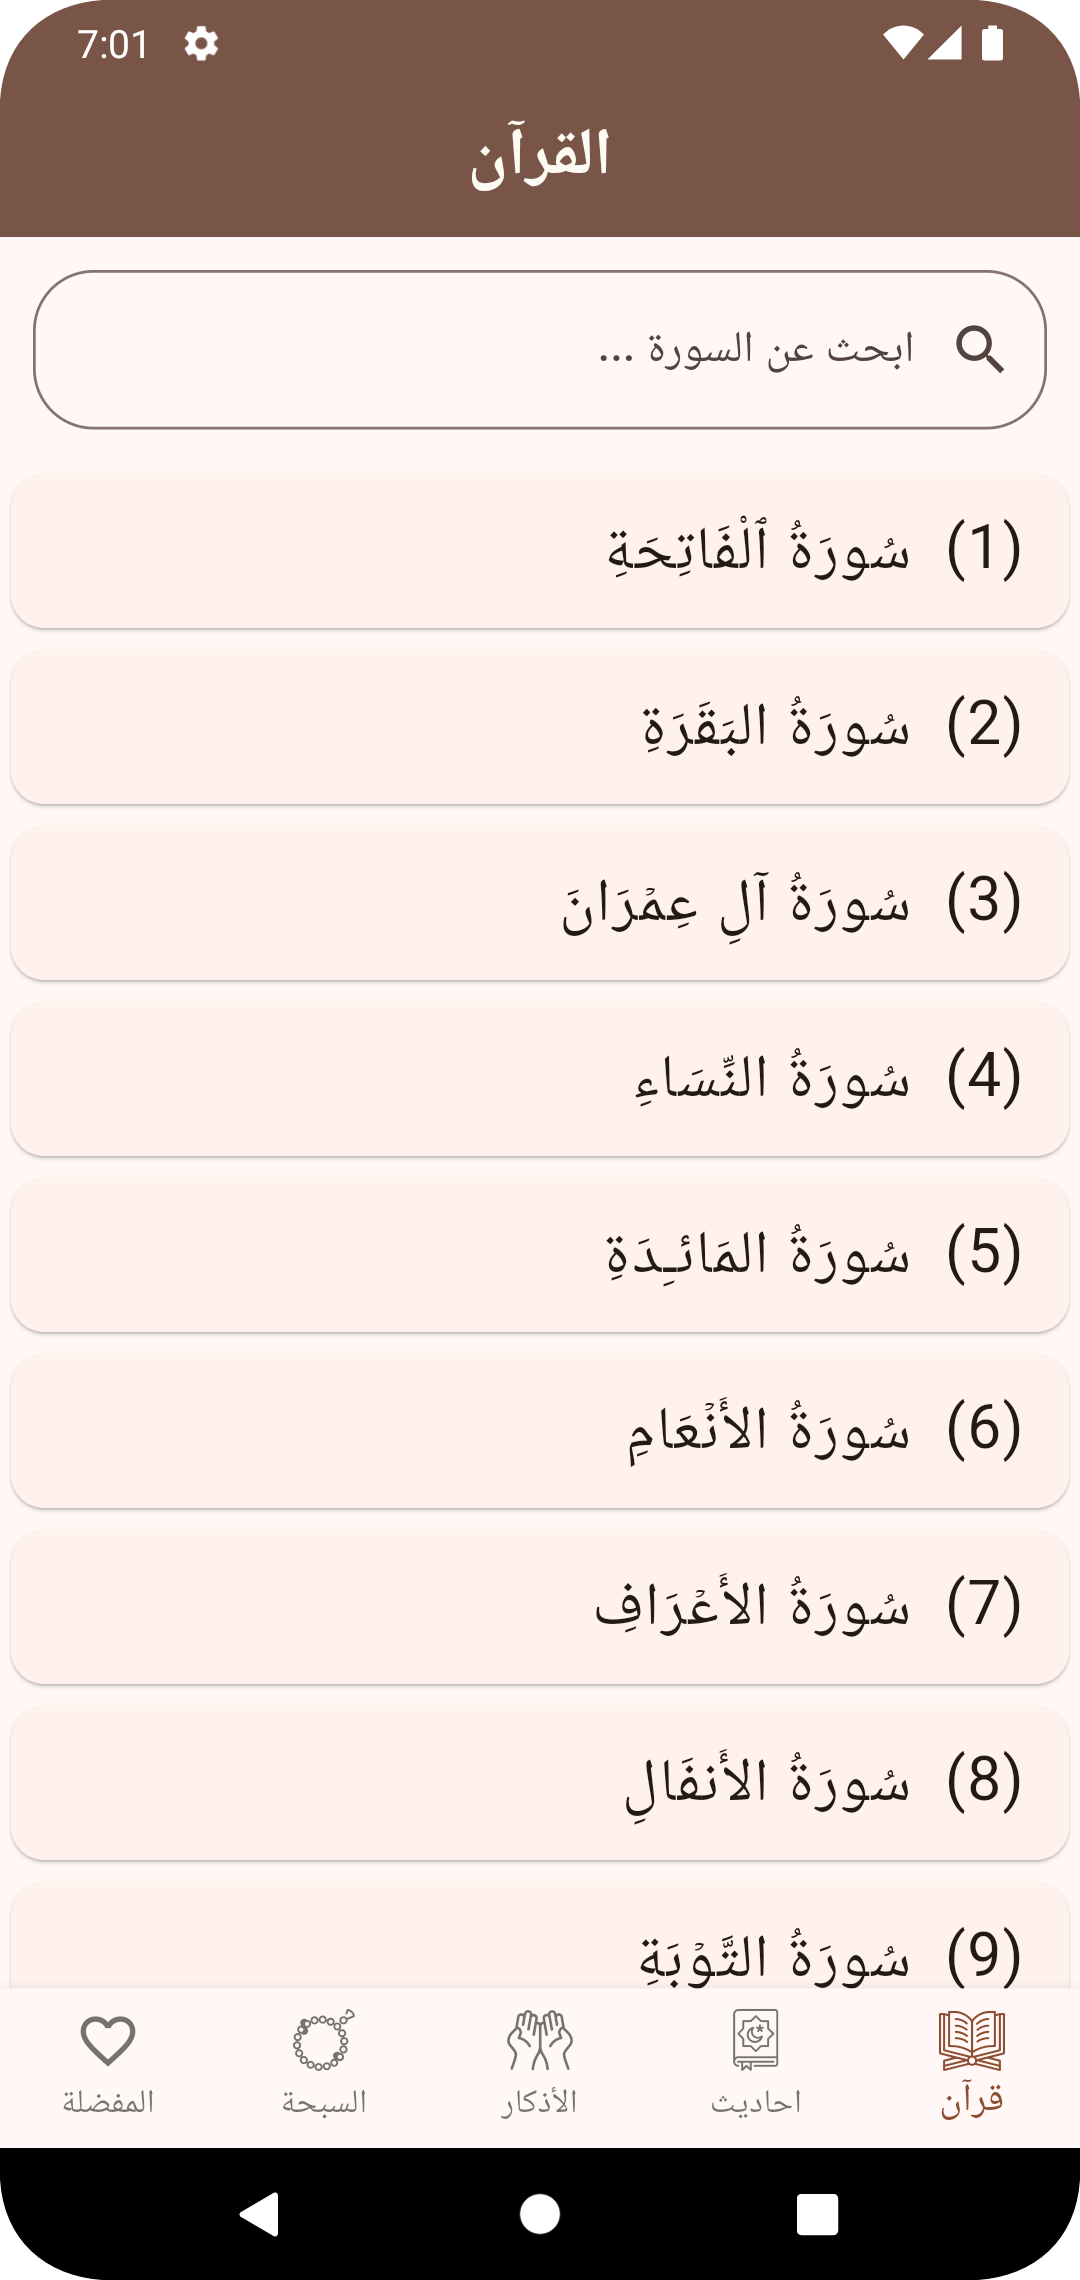 7:01
القرآن
ابحث عن السورة ...
(1) سُورَةُ ٱلْفَاتِحَةِ
(2) سُورَةُ البَقَرَةِ
(3) سُورَةُ آلِ عِمۡرَانَ
(4) سُورَةُ النِّسَاءِ
(5) سُورَةُ المَائـِدَةِ
(6) سُورَةُ الأَنۡعَامِ
(7) سُورَةُ الأَعۡرَافِ
(8) سُورَةُ الأَنفَالِ
(9) سُورَةُ التَّوۡبَةِ
قرآن
احاديث
الأذكار
السبحة
المفضلة